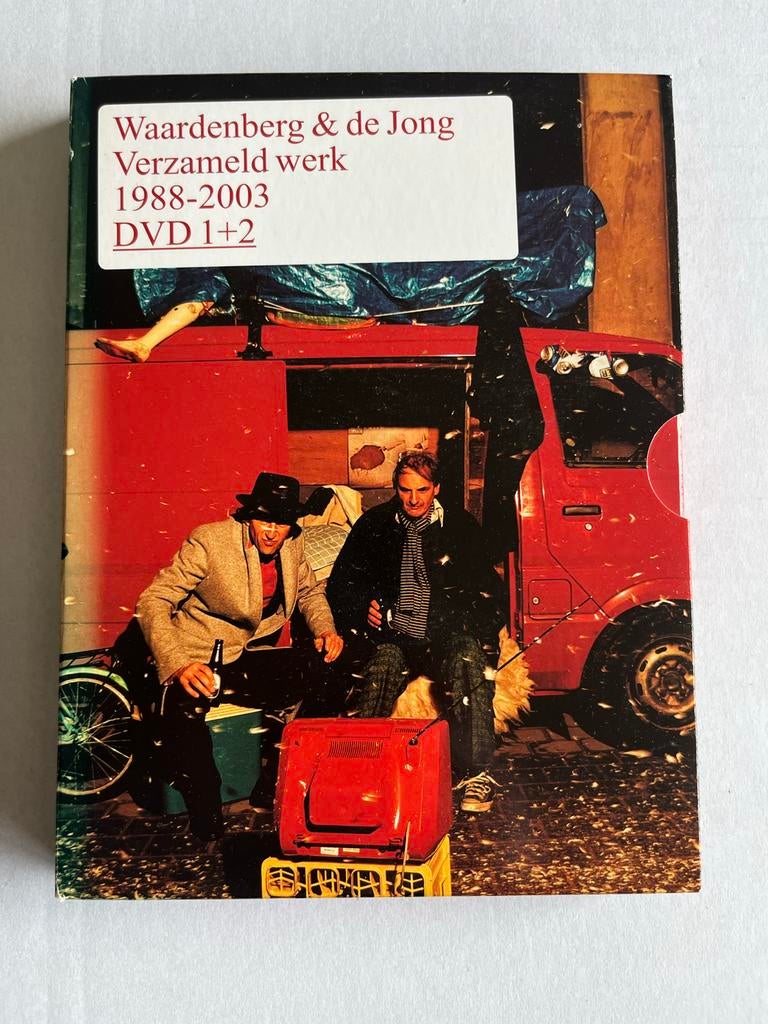 Waardenberg & de Jong
Verzameld werk
1988-2003
DVD 1+2